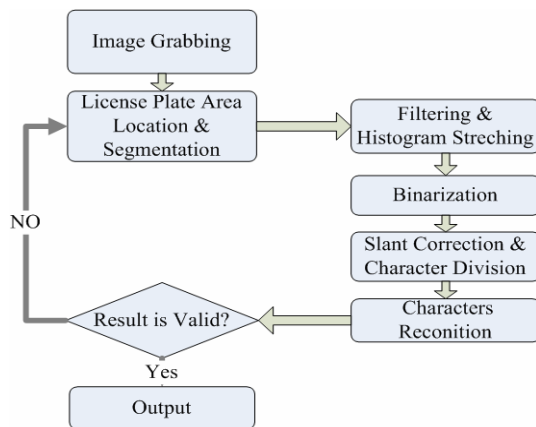 Image Grabbing
License Plate Area
Location &
Segmentation
Filtering &
Histogram Streching
Binarization
Slant Correction &
Character Division
Characters
Reconition
Result is Valid?
NO
Yes
Output